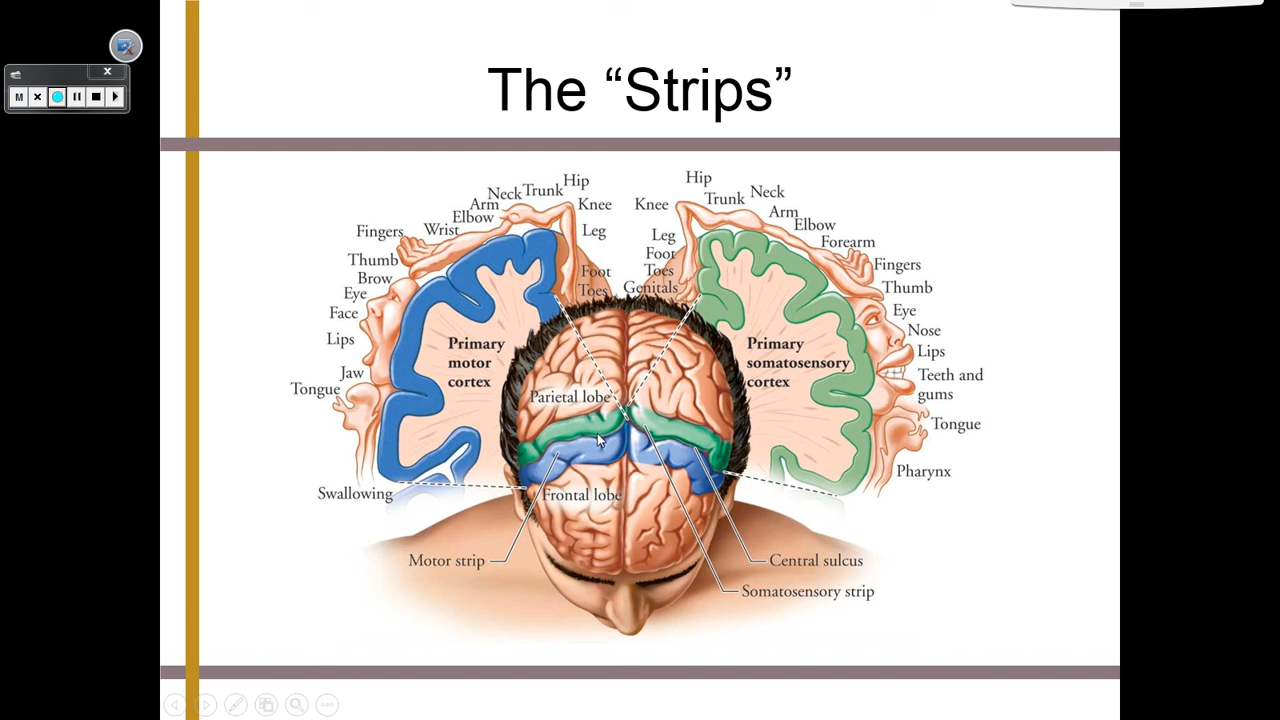 M
The “Strips”
Hip
Trunk
Neck
Arm
Elbow
Wrist
Fingers
Thumb
Brow
Eye
Face
Lips
Jaw
Tongue
Swallowing
Knee
Leg
Foot
Toes
Primary
motor
cortex
Hip
Knee
Trunk
Neck
Arm
Elbow
Forearm
Fingers
Thumb
Eye
Nose
Lips
Teeth and
gums
Tongue
Pharynx
Leg
Foot
Toes
Genitals
Primary
somatosensory
cortex
Parietal lobe
Frontal lobe
Motor strip
Central sulcus
Somatosensory strip